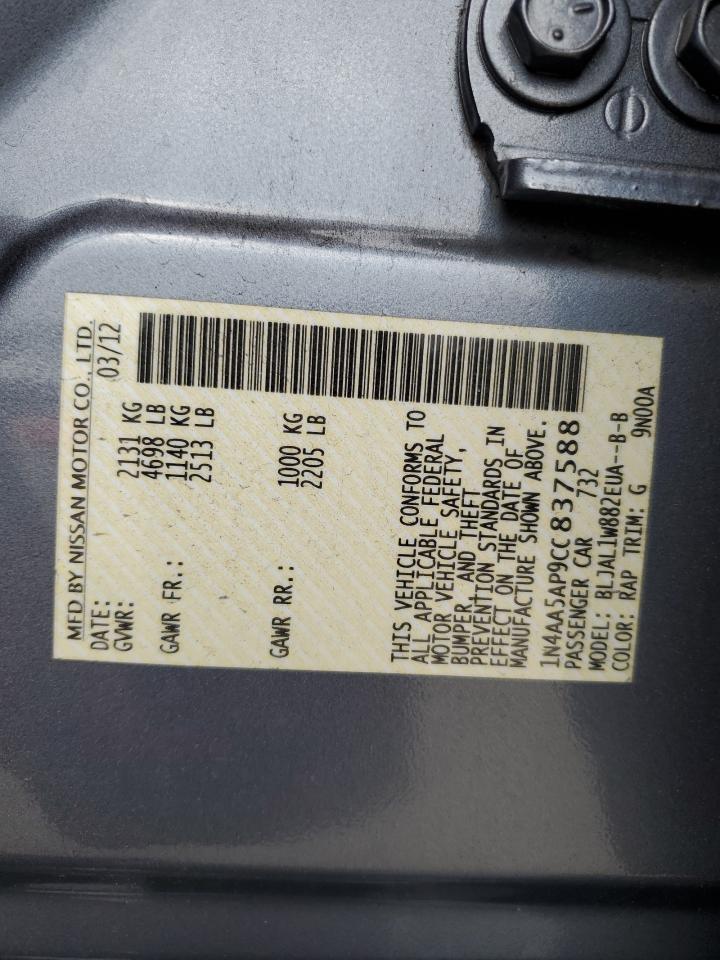 MFD BY NISSAN MOTOR CO., LTD.
DATE: 03/12
GVWR: 2131 KG
4698 LB
GAWR FR.: 1140 KG
2513 LB
GAWR RR.: 1000 KG
2205 LB
THIS VEHICLE CONFORMS TO
ALL APPLICABLE FEDERAL
MOTOR VEHICLE SAFETY,
BUMPER, AND THEFT
PREVENTION STANDARDS IN
EFFECT ON THE DATE OF
MANUFACTURE SHOWN ABOVE.
1N4AA5AP9CC837588
PASSENGER CAR 732
MODEL: BLJAL1W882EUA--B-B
COLOR: RAP TRIM: G 9N00A